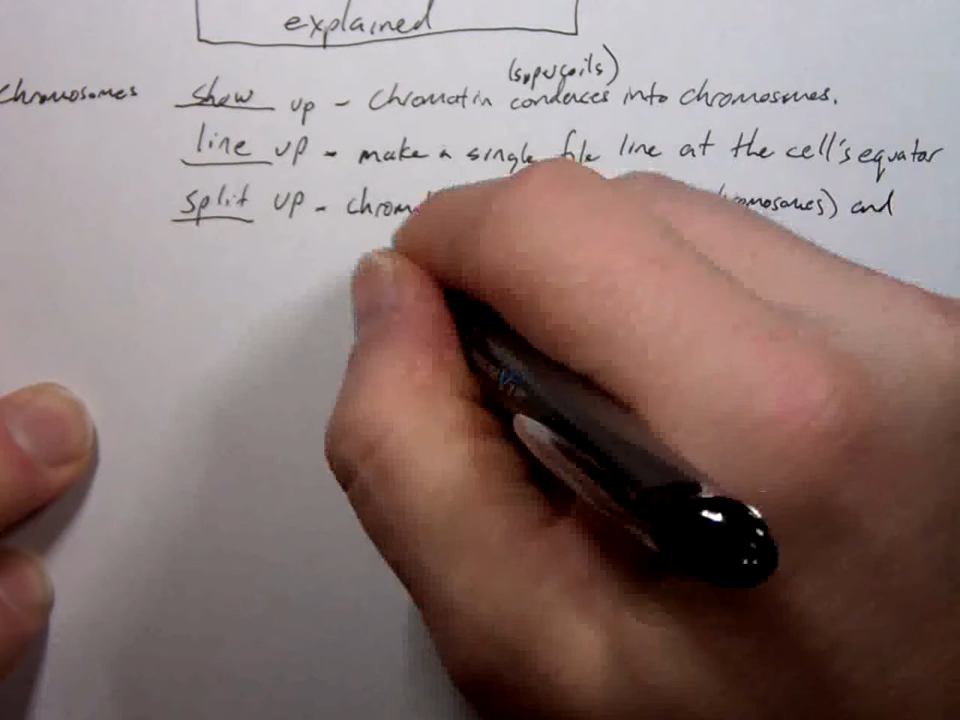 explained
(supercoils)
Chromosomes show up - Chromatin condences into chromosomes.
line up - make a single file line at the cell's equator
split up - chrom omosomes) and